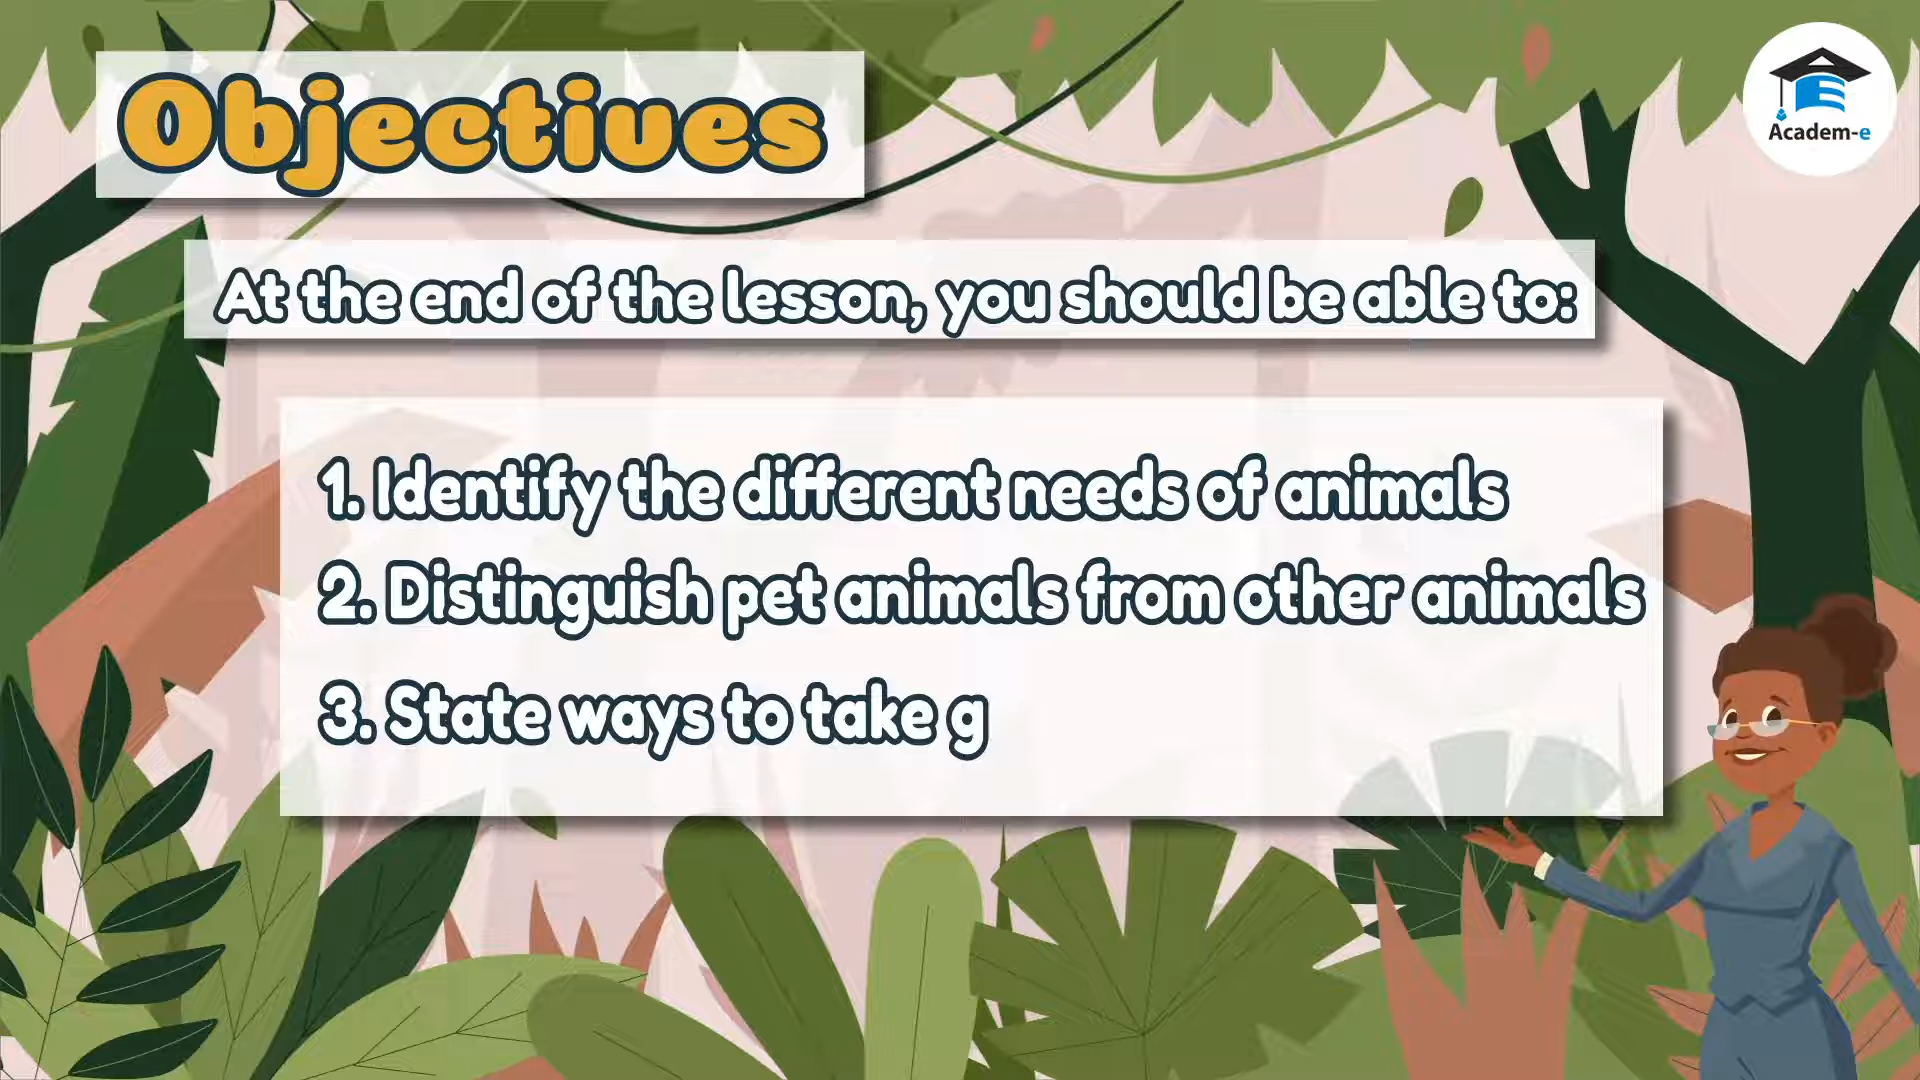 Objectives
Academ-e
At the end of the lesson, you should be able to:
1. Identify the different needs of animals
2. Distinguish pet animals from other animals
3. State ways to take g